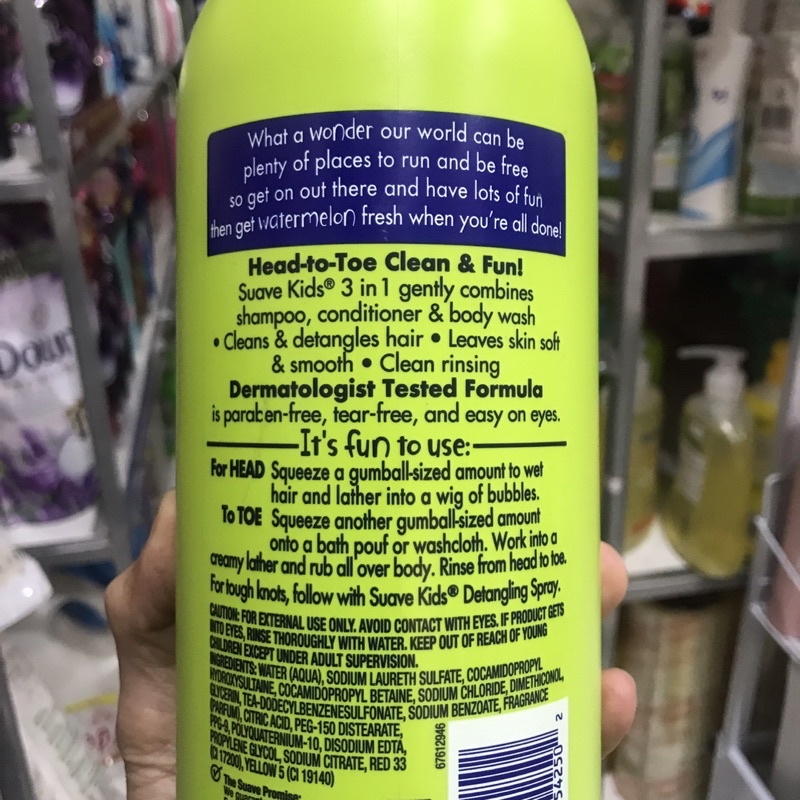 What a wonder our world can be
plenty of places to run and be free
so get on out there and have lots of fun
then get watermelon fresh when you're all done!
Head-to-Toe Clean & Fun!
Suave Kids® 3 in 1 gently combines
shampoo, conditioner & body wash
• Cleans & detangles hair • Leaves skin soft
& smooth • Clean rinsing
Dermatologist Tested Formula
is paraben-free, tear-free, and easy on eyes.
It's fun to use:
For HEAD Squeeze a gumball-sized amount to wet
hair and lather into a wig of bubbles.
To TOE Squeeze another gumball-sized amount
onto a bath pouf or washcloth. Work into a
creamy lather and rub all over body. Rinse from head to toe.
For tough knots, follow with Suave Kids® Detangling Spray.
CAUTION: FOR EXTERNAL USE ONLY. AVOID CONTACT WITH EYES. IF PRODUCT GETS
INTO EYES, RINSE THOROUGHLY WITH WATER. KEEP OUT OF REACH OF YOUNG
CHILDREN EXCEPT UNDER ADULT SUPERVISION.
INGREDIENTS: WATER (AQUA), SODIUM LAURETH SULFATE, COCAMIDOPROPYL
HYDROXYSULTAINE, COCAMIDOPROPYL BETAINE, SODIUM CHLORIDE, DIMETHICONOL,
GLYCERIN, TEA-DODECYLBENZENESULFONATE, SODIUM BENZOATE, FRAGRANCE
(PARFUM), CITRIC ACID, PEG-150 DISTEARATE,
PPG-9, POLYQUATERNIUM-10, DISODIUM EDTA,
PROPYLENE GLYCOL, SODIUM CITRATE, RED 33
(CI 17200), YELLOW 5 (CI 19140)
The Suave Promise:
67612946
54250 2
Down